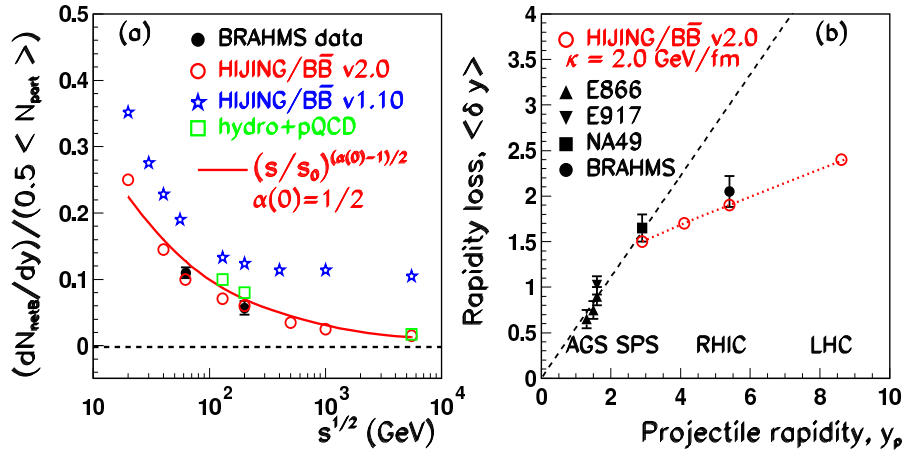 (a)
BRAHMS data
HIJING/BB̅ v2.0
HIJING/BB̅ v1.10
hydro+pQCD
(s/s₀)^(α(0)-1)/2
α(0)=1/2
(dN_netB/dy)/(0.5 < N_part >)
0.5
0.4
0.3
0.2
0.1
0
10 10² 10³ 10⁴
s^1/2 (GeV)
(b)
HIJING/BB̅ v2.0
κ = 2.0 GeV/fm
E866
E917
NA49
BRAHMS
Rapidity loss, <δ y>
4
3.5
3
2.5
2
1.5
1
0.5
0
AGS SPS RHIC LHC
0 2 4 6 8 10
Projectile rapidity, y_p